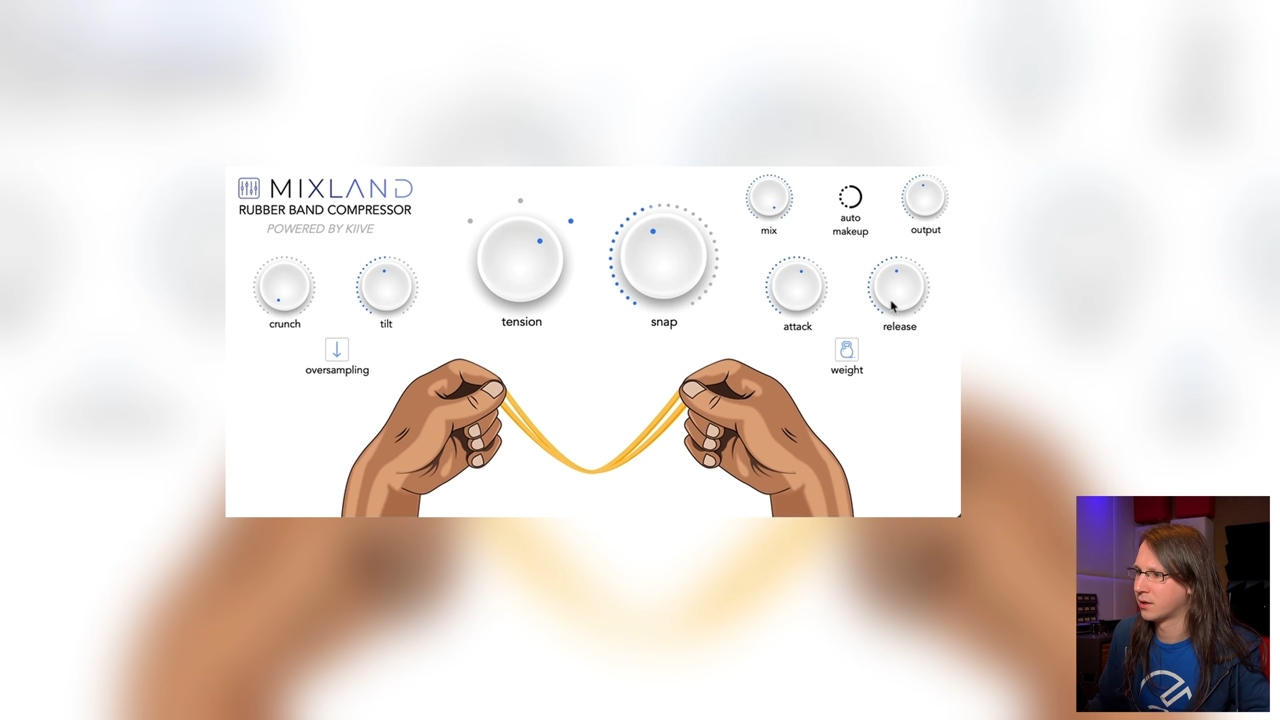 MIXLAND
RUBBER BAND COMPRESSOR
POWERED BY KIIVE
crunch
tilt
oversampling
tension
snap
mix
auto
makeup
output
attack
release
weight